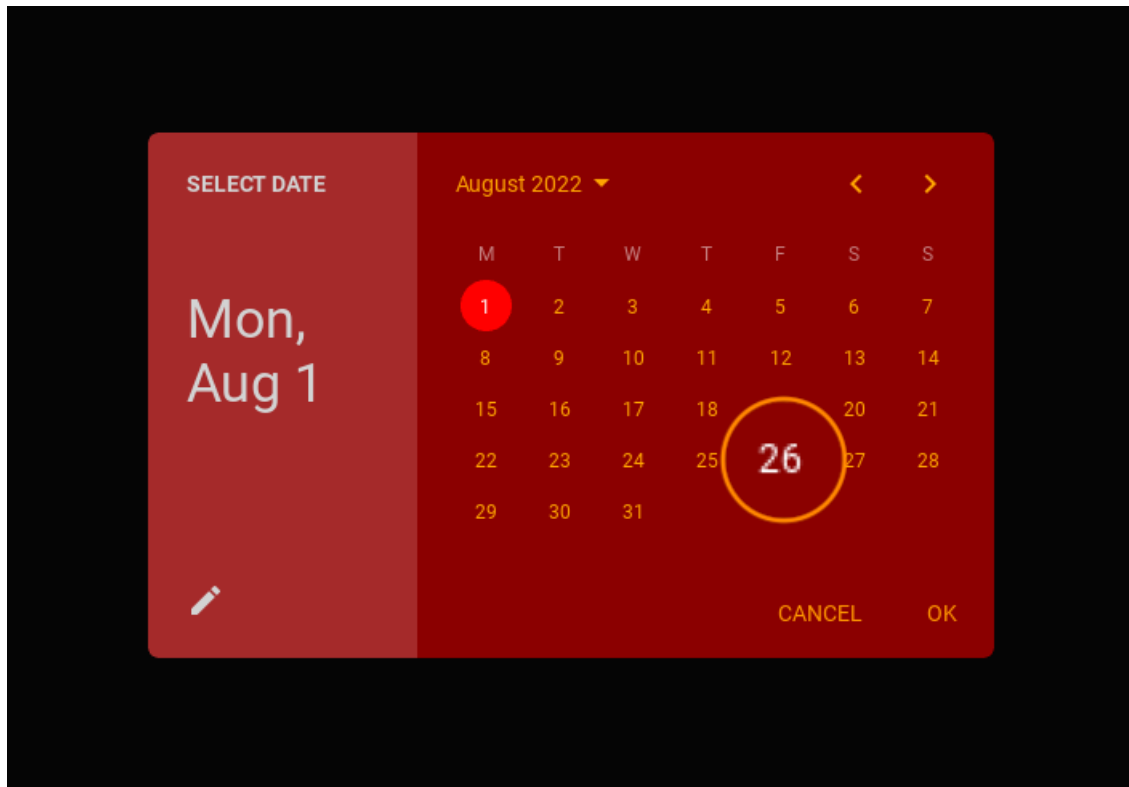 SELECT DATE
Mon,
Aug 1
August 2022
M T W T F S S
1 2 3 4 5 6 7
8 9 10 11 12 13 14
15 16 17 18 20 21
22 23 24 25 26 27 28
29 30 31
CANCEL OK